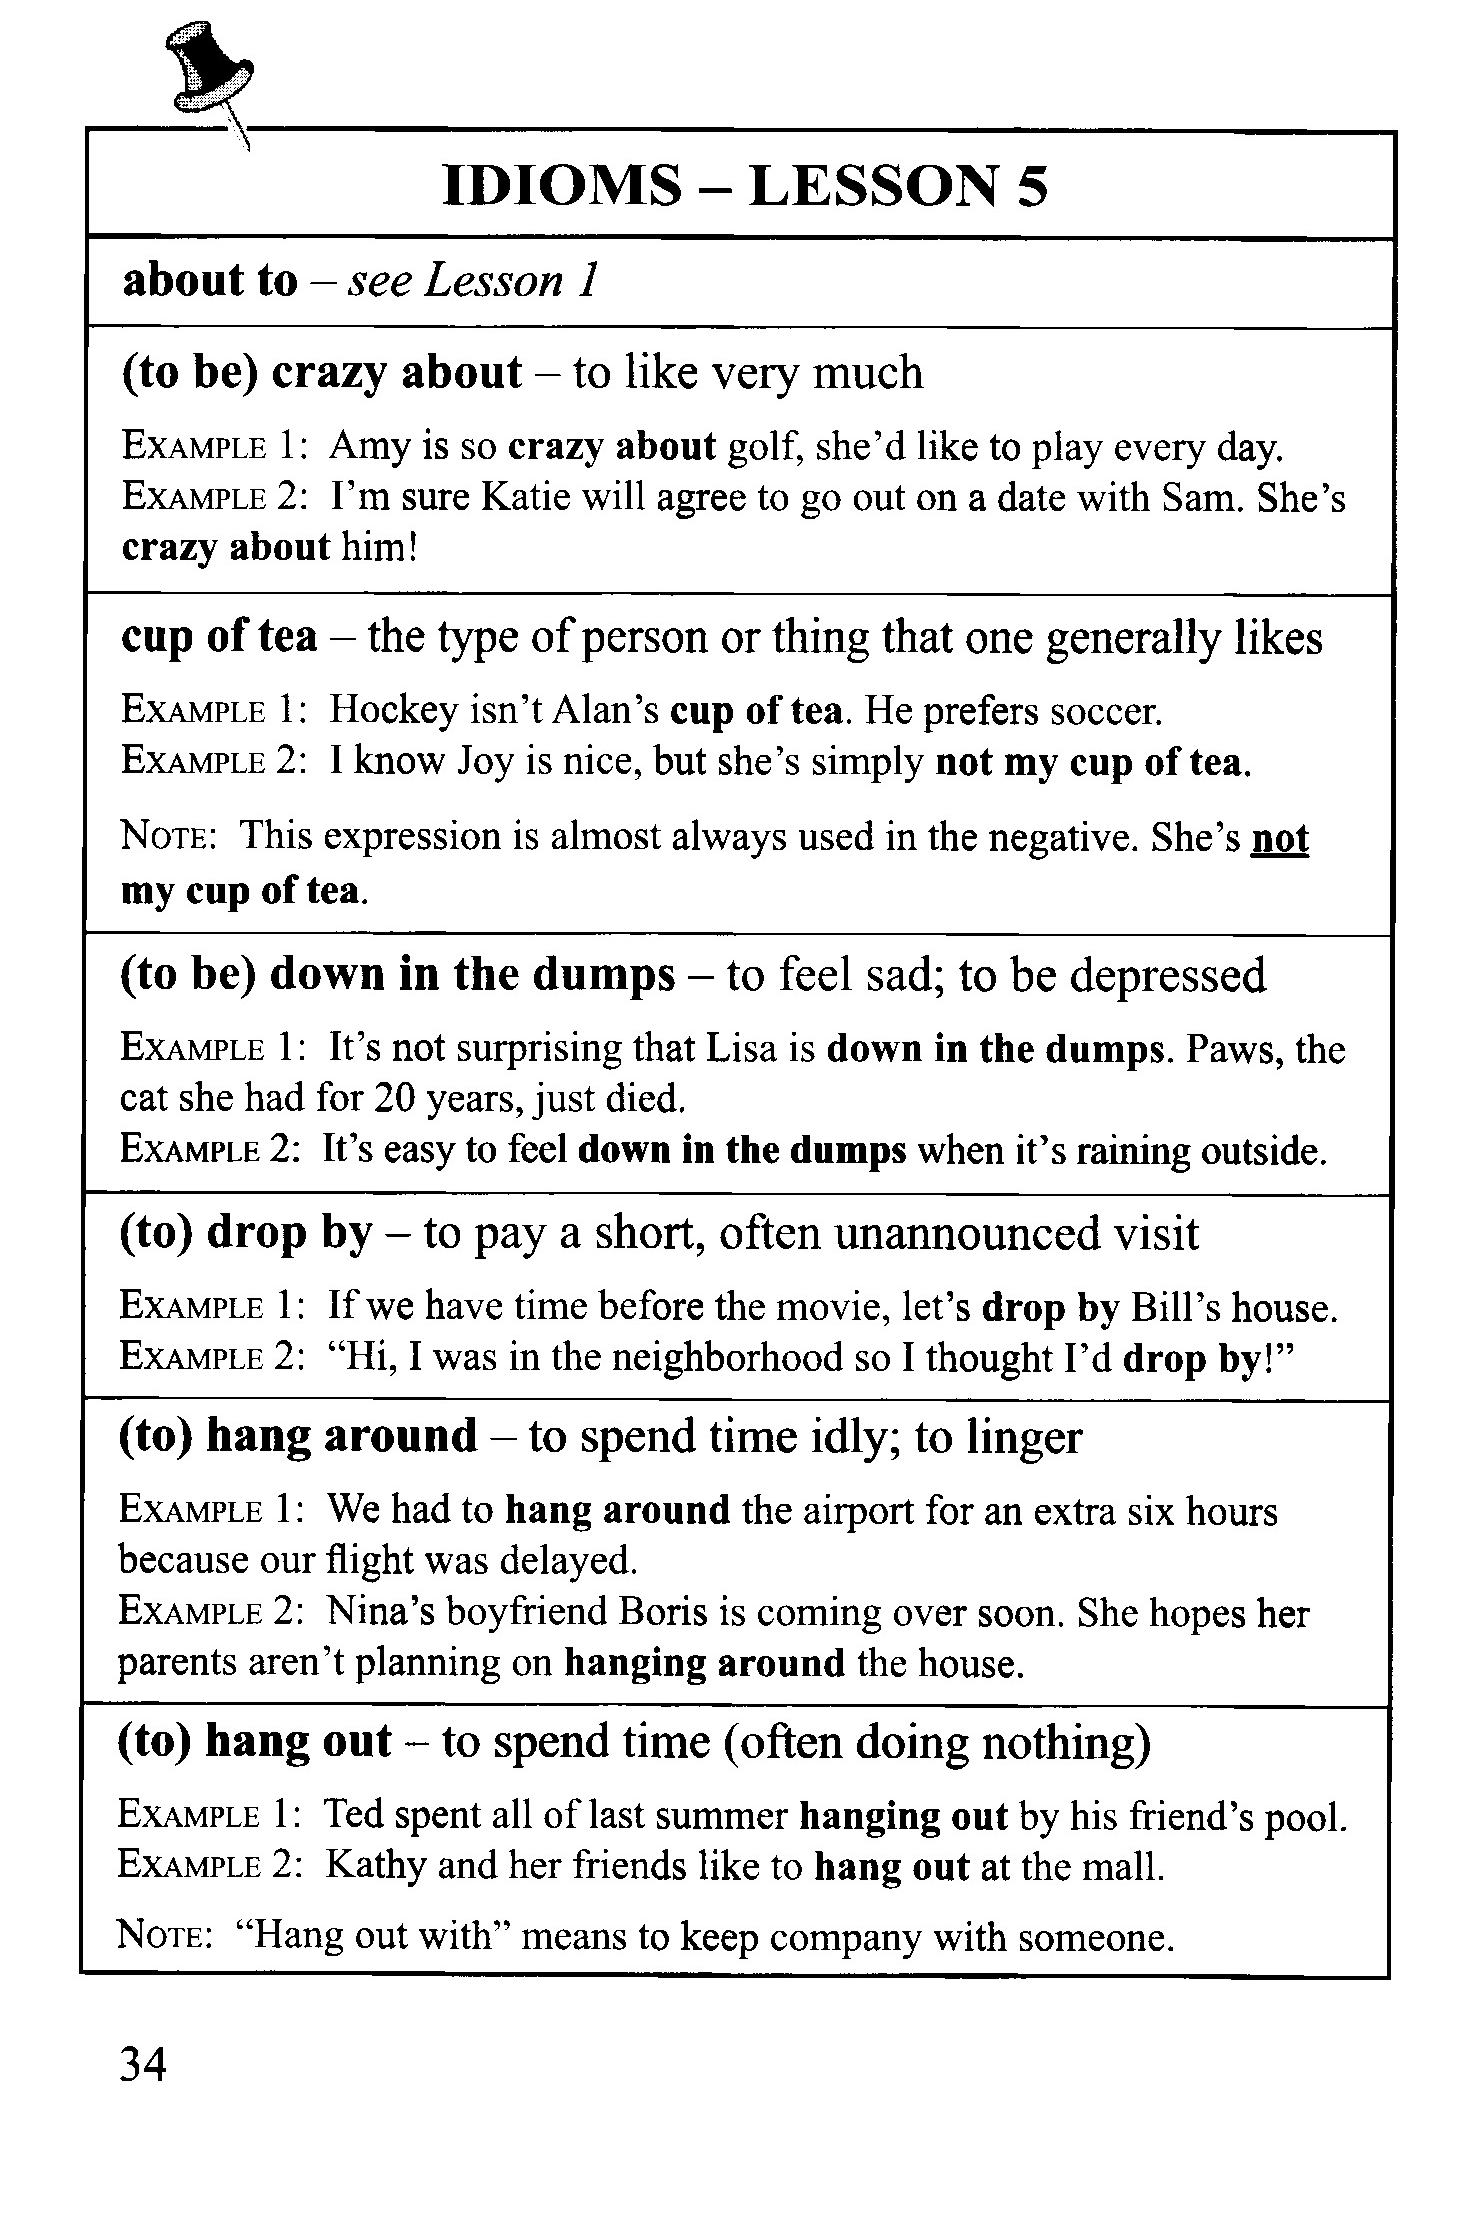 IDIOMS – LESSON 5
about to – see Lesson 1
(to be) crazy about – to like very much
EXAMPLE 1: Amy is so crazy about golf, she’d like to play every day.
EXAMPLE 2: I’m sure Katie will agree to go out on a date with Sam. She’s
crazy about him!
cup of tea – the type of person or thing that one generally likes
EXAMPLE 1: Hockey isn’t Alan’s cup of tea. He prefers soccer.
EXAMPLE 2: I know Joy is nice, but she’s simply not my cup of tea.
NOTE: This expression is almost always used in the negative. She’s not
my cup of tea.
(to be) down in the dumps – to feel sad; to be depressed
EXAMPLE 1: It’s not surprising that Lisa is down in the dumps. Paws, the
cat she had for 20 years, just died.
EXAMPLE 2: It’s easy to feel down in the dumps when it’s raining outside.
(to) drop by – to pay a short, often unannounced visit
EXAMPLE 1: If we have time before the movie, let’s drop by Bill’s house.
EXAMPLE 2: “Hi, I was in the neighborhood so I thought I’d drop by!”
(to) hang around – to spend time idly; to linger
EXAMPLE 1: We had to hang around the airport for an extra six hours
because our flight was delayed.
EXAMPLE 2: Nina’s boyfriend Boris is coming over soon. She hopes her
parents aren’t planning on hanging around the house.
(to) hang out – to spend time (often doing nothing)
EXAMPLE 1: Ted spent all of last summer hanging out by his friend’s pool.
EXAMPLE 2: Kathy and her friends like to hang out at the mall.
NOTE: “Hang out with” means to keep company with someone.
34